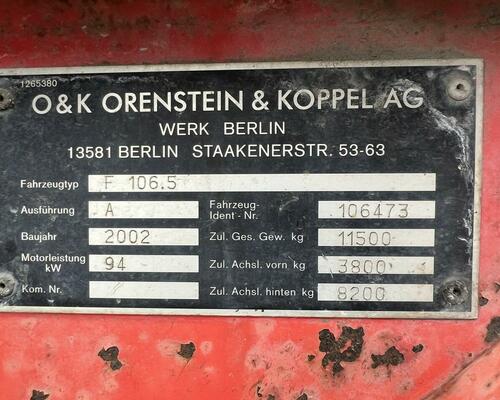 1265380
O&K ORENSTEIN & KOPPEL AG
WERK BERLIN
13581 BERLIN STAAKENERSTR. 53-63
Fahrzeugtyp F 106.5
Ausführung A Fahrzeug-Ident-Nr. 106473
Baujahr 2002 Zul. Ges. Gew. kg 11500
Motorleistung kW 94 Zul. Achsl. vorn kg 3800
Kom. Nr. Zul. Achsl. hinten kg 8200